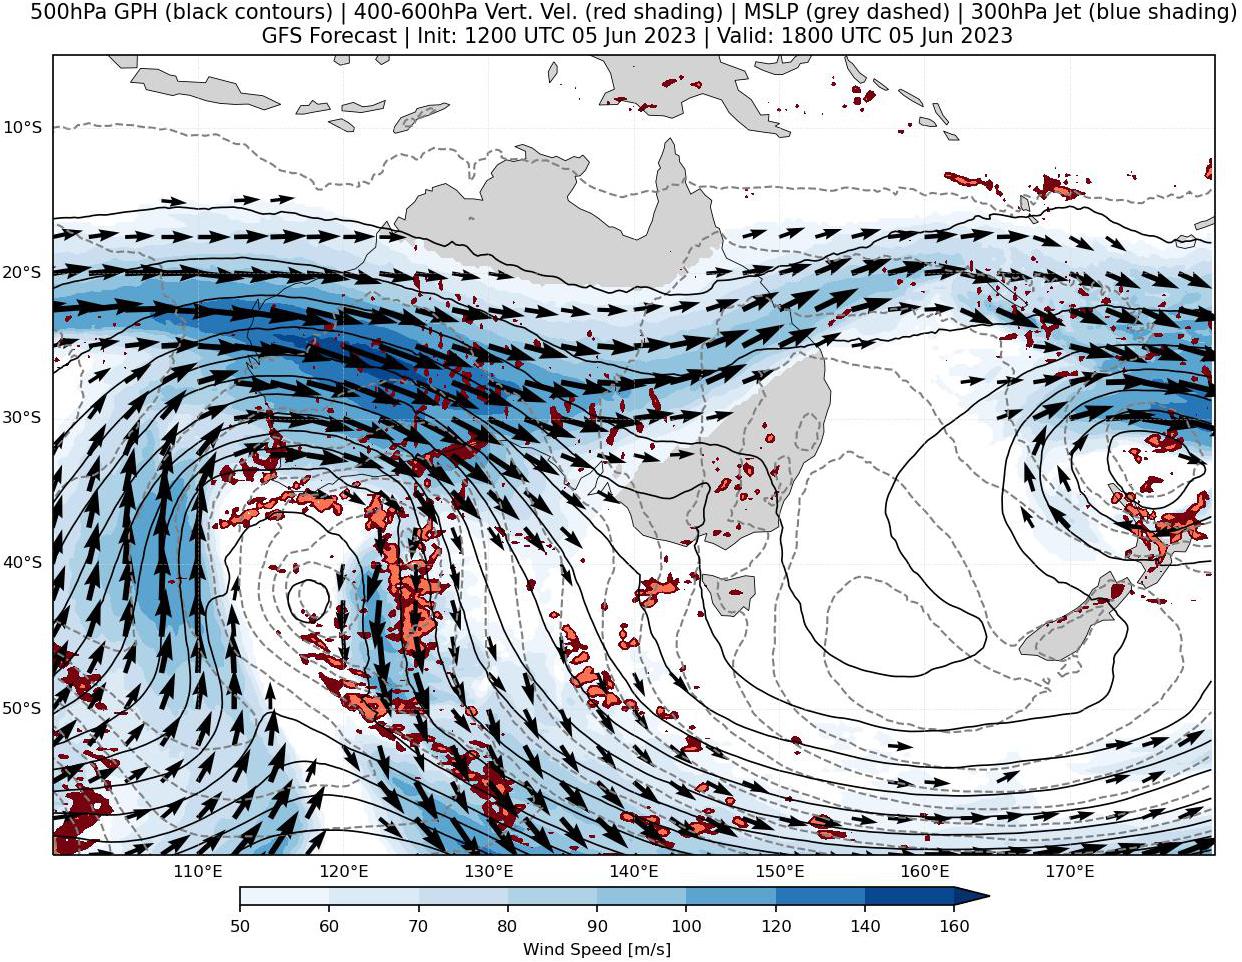 500hPa GPH (black contours) | 400-600hPa Vert. Vel. (red shading) | MSLP (grey dashed) | 300hPa Jet (blue shading)
GFS Forecast | Init: 1200 UTC 05 Jun 2023 | Valid: 1800 UTC 05 Jun 2023
10°S
20°S
30°S
40°S
50°S
110°E 120°E 130°E 140°E 150°E 160°E 170°E
50 60 70 80 90 100 120 140 160
Wind Speed [m/s]